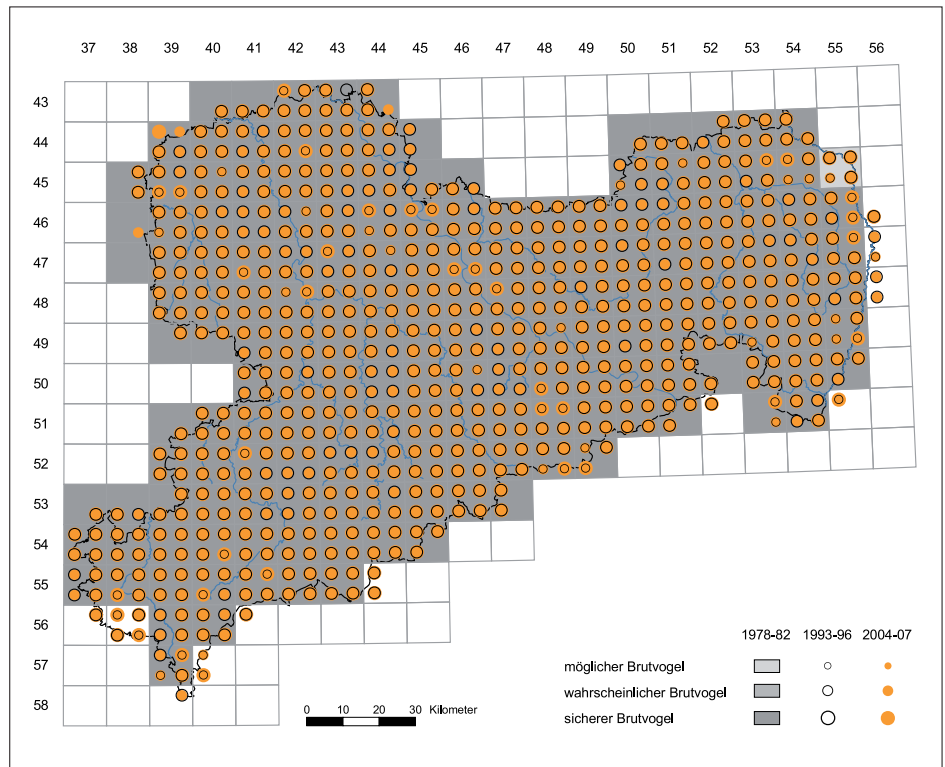 37 38 39 40 41 42 43 44 45 46 47 48 49 50 51 52 53 54 55 56
43
44
45
46
47
48
49
50
51
52
53
54
55
56
57
58
1978-82 1993-96 2004-07
möglicher Brutvogel
wahrscheinlicher Brutvogel
sicherer Brutvogel
0 10 20 30 Kilometer